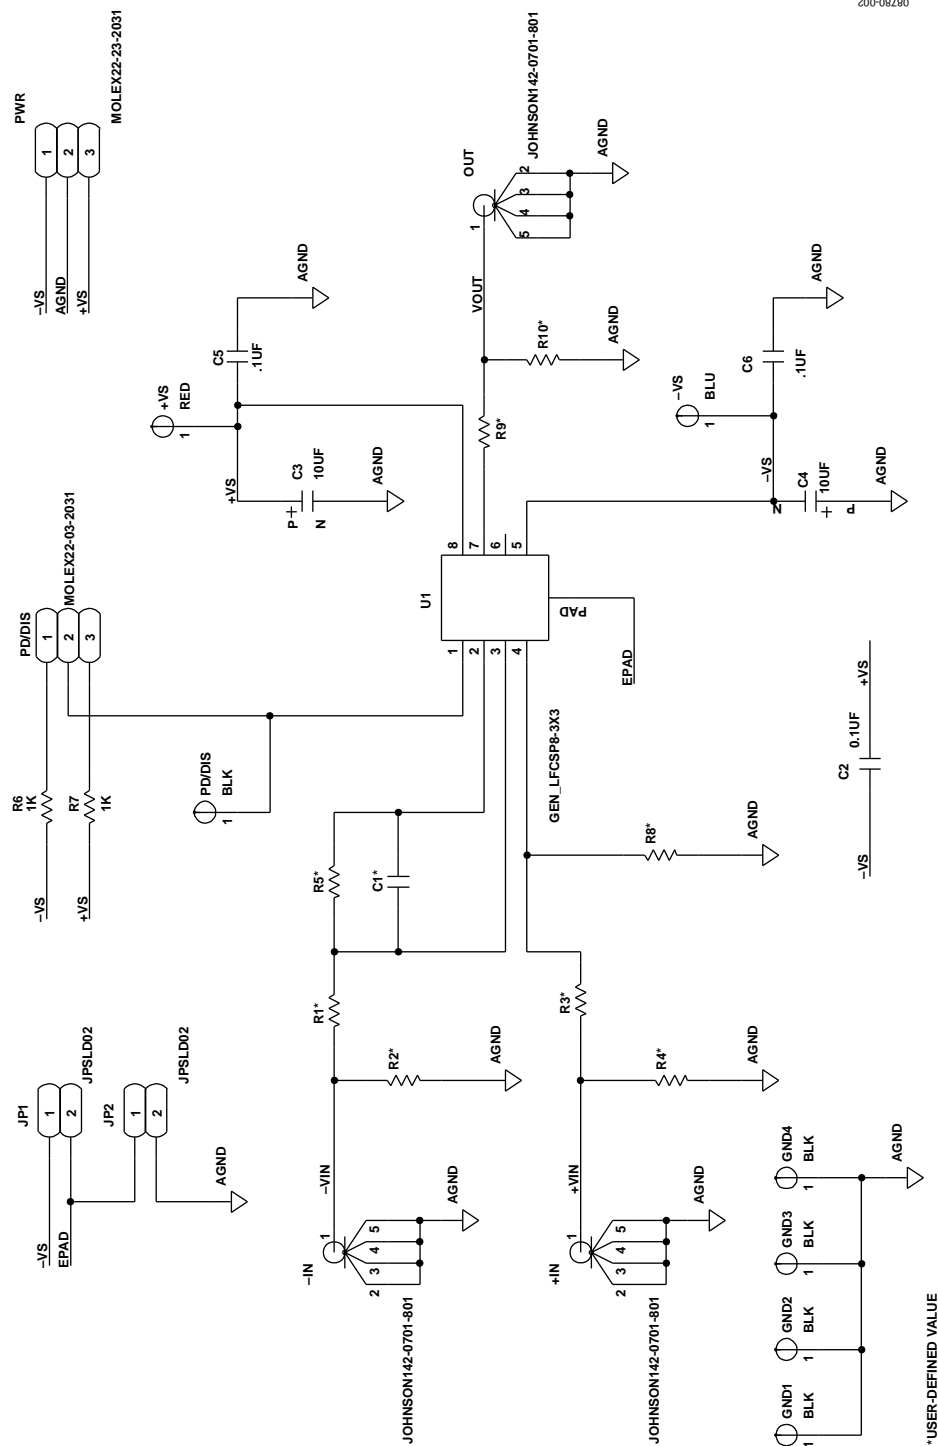 JP1
1
2
JPSLD02
–VS
EPAD
JP2
1
2
JPSLD02
AGND
R6
1K
–VS
R7
1K
+VS
PD/DIS
1
2
3
MOLEX22-03-2031
PD/DIS
BLK
1
PWR
1
2
3
MOLEX22-23-2031
–VS
AGND
+VS
+VS
RED
1
+VS
C5
.1UF
AGND
P
+
N
C3
10UF
AGND
–IN
1
2
3
4
5
JOHNSON142-0701-801
AGND
–VIN
R1*
R2*
AGND
R5*
C1*
U1
1
2
3
4
8
7
6
5
PAD
EPAD
GEN_LFCSP8-3X3
R9*
R10*
AGND
VOUT
OUT
1
5
4
3
2
JOHNSON142-0701-801
AGND
+IN
1
2
3
4
5
JOHNSON142-0701-801
AGND
+VIN
R3*
R4*
AGND
R8*
AGND
–VS
BLU
1
–VS
N
+
P
C4
10UF
AGND
C6
.1UF
AGND
–VS
C2
0.1UF
+VS
GND1
BLK
1
GND2
BLK
1
GND3
BLK
1
GND4
BLK
1
AGND
*USER-DEFINED VALUE
08780-002